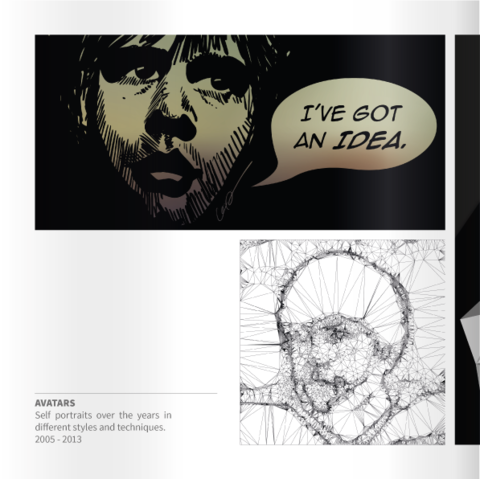 I'VE GOT
AN IDEA.
AVATARS
Self portraits over the years in
different styles and techniques.
2005 - 2013